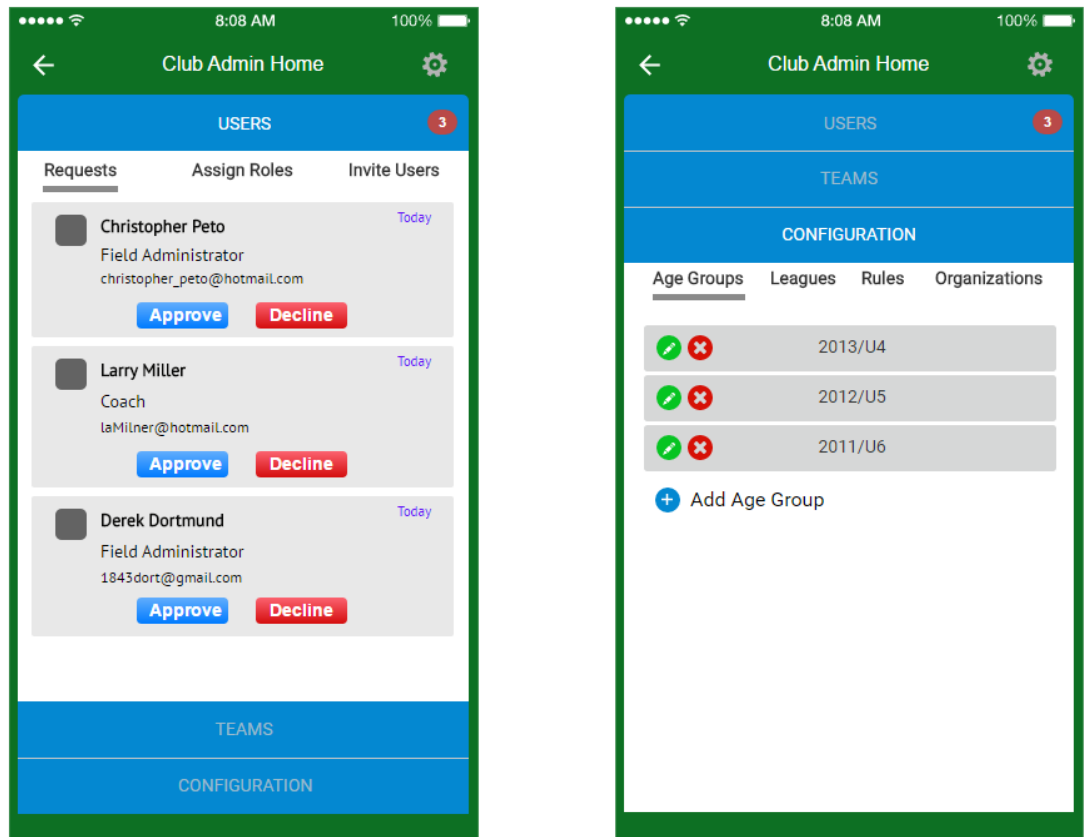 8:08 AM 100%
Club Admin Home
USERS 3
Requests Assign Roles Invite Users
Christopher Peto Today
Field Administrator
christopher_peto@hotmail.com
Approve Decline
Larry Miller Today
Coach
laMilner@hotmail.com
Approve Decline
Derek Dortmund Today
Field Administrator
1843dort@gmail.com
Approve Decline
TEAMS
CONFIGURATION
8:08 AM 100%
Club Admin Home
USERS 3
TEAMS
CONFIGURATION
Age Groups Leagues Rules Organizations
2013/U4
2012/U5
2011/U6
Add Age Group